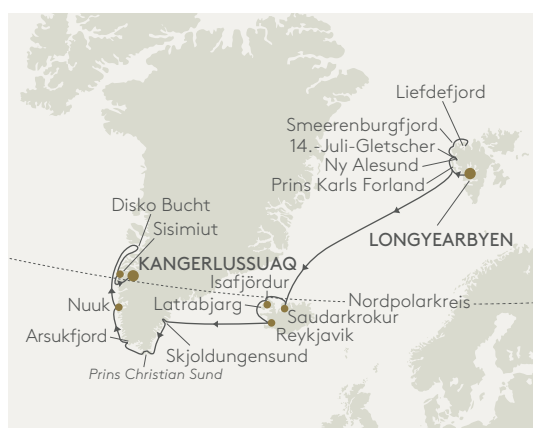 Liefdefjord
Smeerenburgfjord
14.-Juli-Gletscher
Ny Alesund
Prins Karls Forland
LONGYEARBYEN
Disko Bucht
Sisimiut
KANGERLUSSUAQ
Isafjördur
Latrabjarg
Nordpolarkreis
Saudarkrokur
Reykjavik
Nuuk
Arsukfjord
Skjoldungensund
Prins Christian Sund